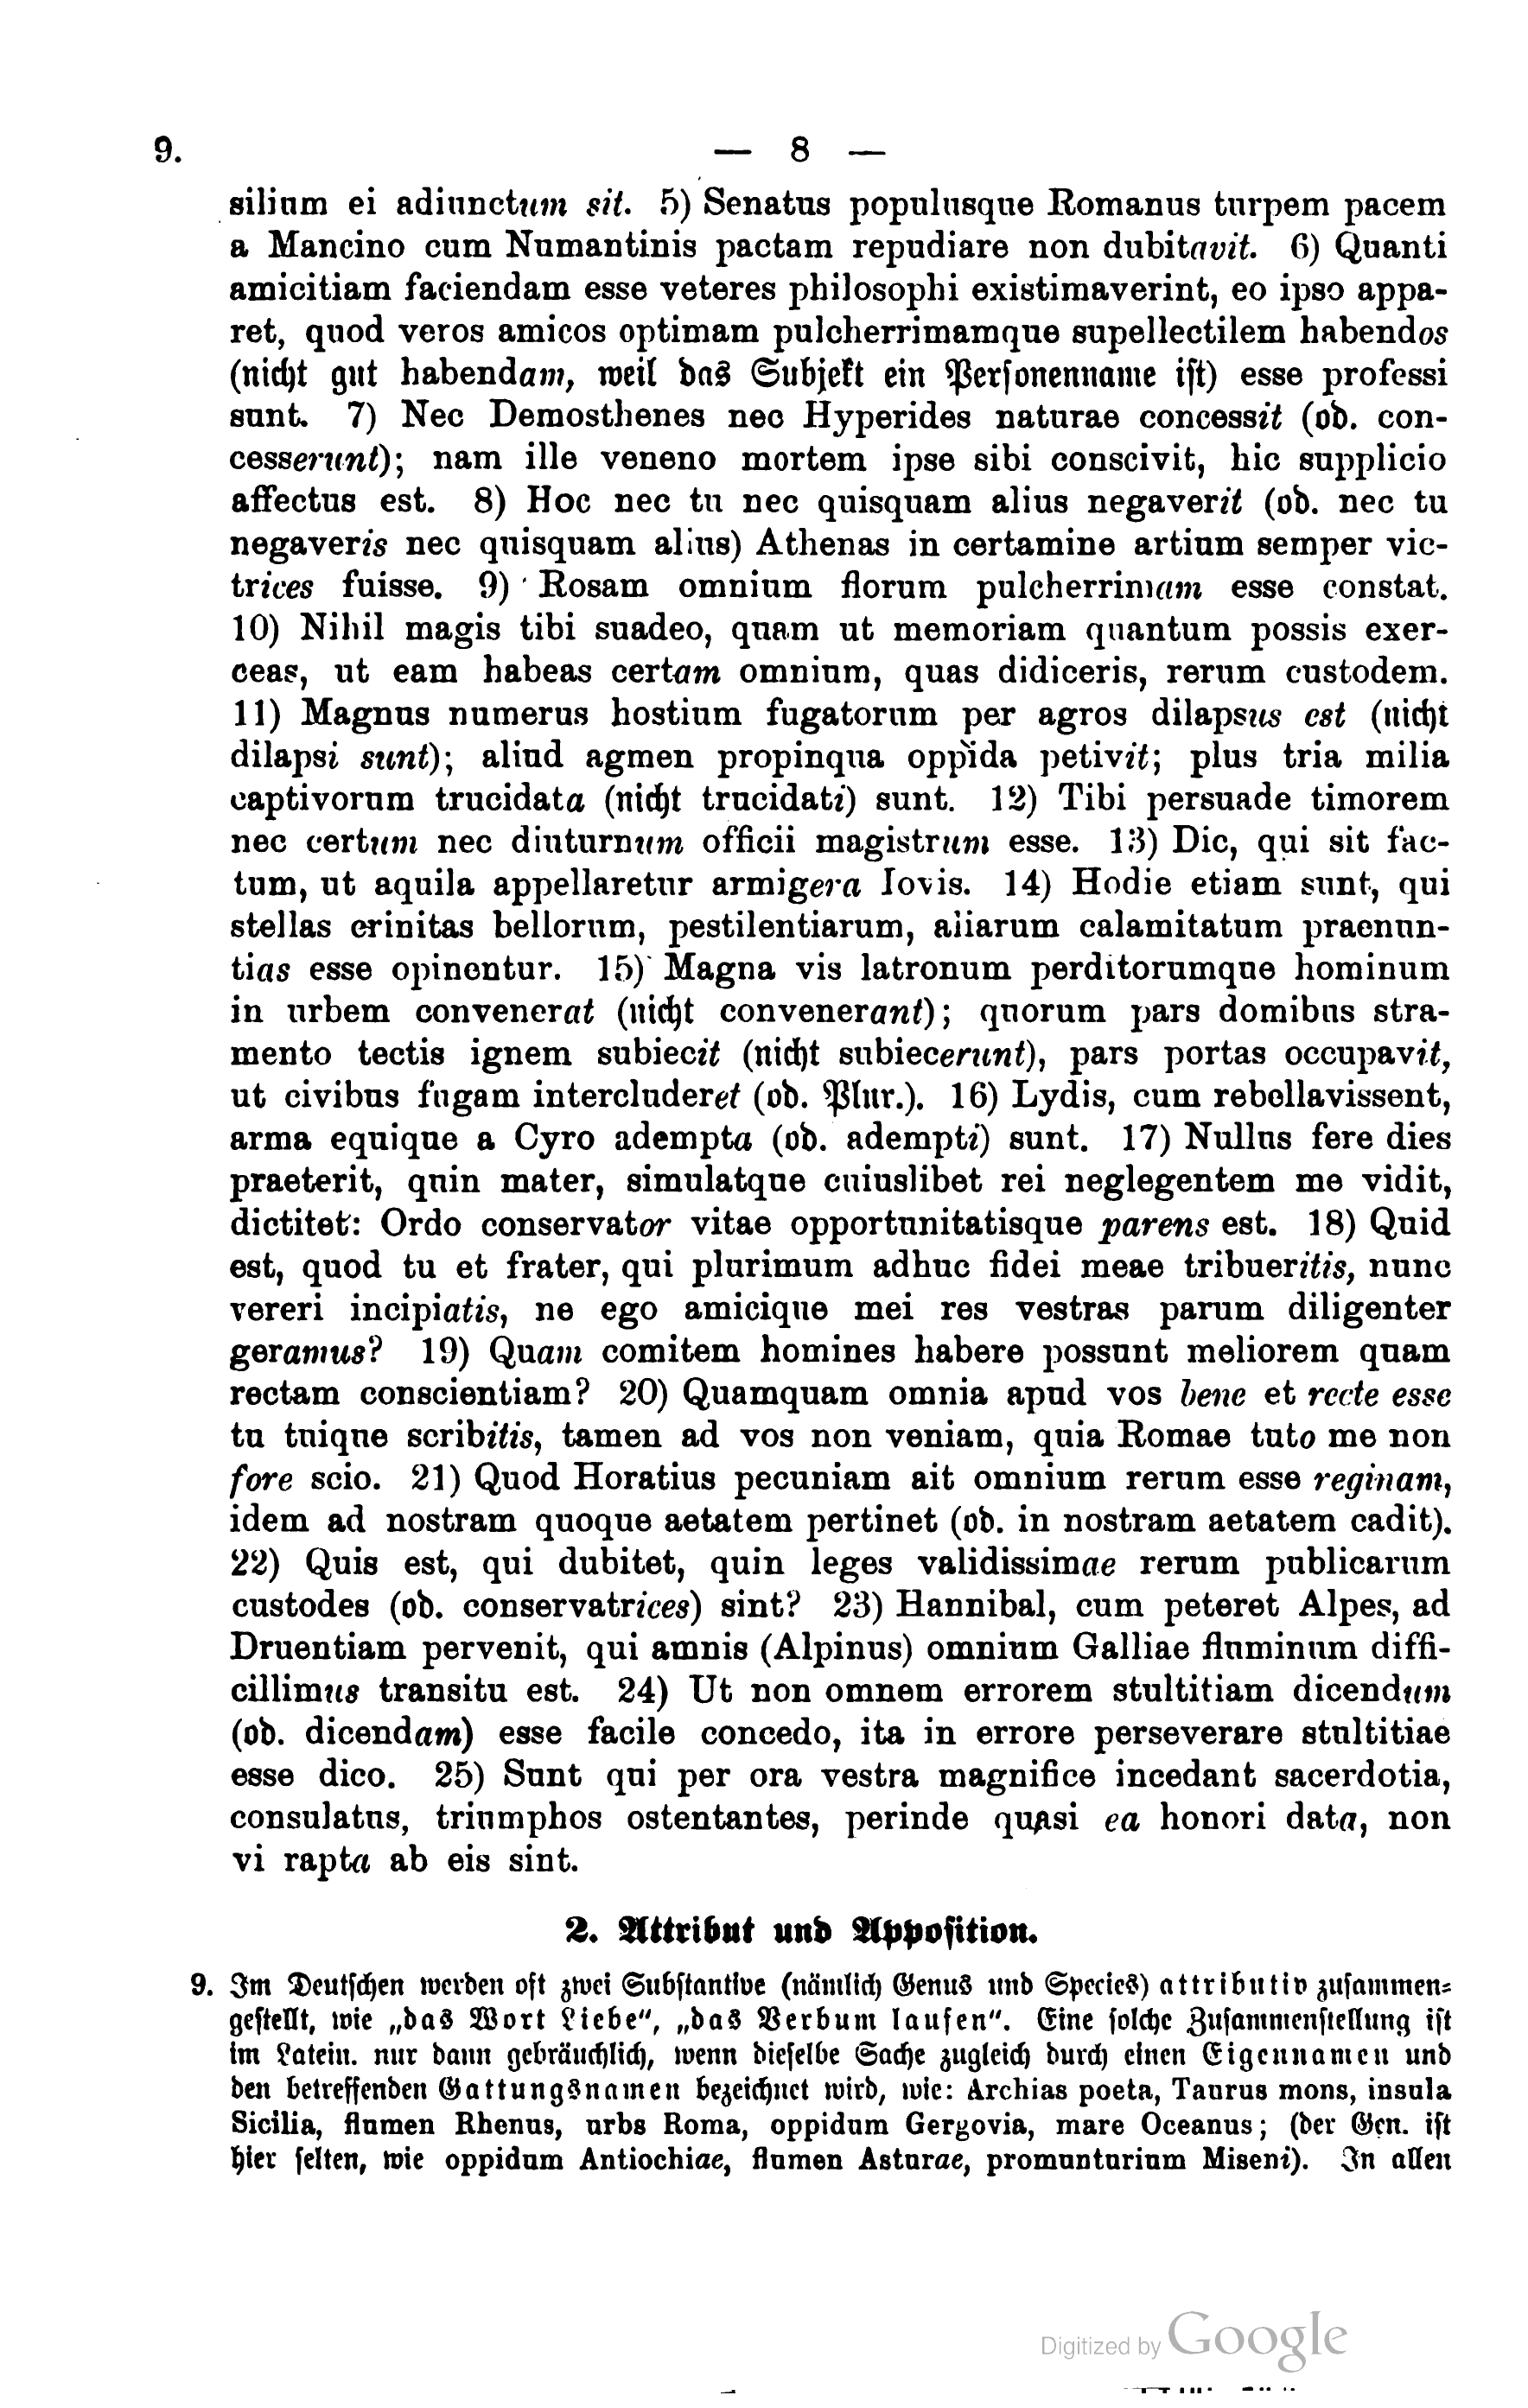 9.
— 8 —
silium ei adiunctum sit. 5) Senatus populusque Romanus turpem pacem
a Mancino cum Numantinis pactam repudiare non dubitavit. 6) Quanti
amicitiam faciendam esse veteres philosophi existimaverint, eo ipso appa-
ret, quod veros amicos optimam pulcherrimamque supellectilem habendos
(nicht gut habendam, weil das Subjekt ein Personenname ist) esse professi
sunt. 7) Nec Demosthenes nec Hyperides naturae concessit (od. con-
cesserunt); nam ille veneno mortem ipse sibi conscivit, hic supplicio
affectus est. 8) Hoc nec tu nec quisquam alius negaverit (od. nec tu
negaveris nec quisquam alius) Athenas in certamine artium semper vic-
trices fuisse. 9) Rosam omnium florum pulcherrimam esse constat.
10) Nihil magis tibi suadeo, quam ut memoriam quantum possis exer-
ceas, ut eam habeas certam omnium, quas didiceris, rerum custodem.
11) Magnus numerus hostium fugatorum per agros dilapsus est (nicht
dilapsi sunt); aliud agmen propinqua oppida petivit; plus tria milia
captivorum trucidata (nicht trucidati) sunt. 12) Tibi persuade timorem
nec certum nec diuturnum officii magistrum esse. 13) Dic, qui sit fac-
tum, ut aquila appellaretur armigera Iovis. 14) Hodie etiam sunt, qui
stellas crinitas bellorum, pestilentiarum, aliarum calamitatum praenun-
tias esse opinentur. 15) Magna vis latronum perditorumque hominum
in urbem convenerat (nicht convenerant); quorum pars domibus stra-
mento tectis ignem subiecit (nicht subiecerunt), pars portas occupavit,
ut civibus fugam intercluderet (od. Plur.). 16) Lydis, cum rebellavissent,
arma equique a Cyro adempta (od. adempti) sunt. 17) Nullus fere dies
praeterit, quin mater, simulatque cuiuslibet rei neglegentem me vidit,
dictitet: Ordo conservator vitae opportunitatisque parens est. 18) Quid
est, quod tu et frater, qui plurimum adhuc fidei meae tribueritis, nunc
vereri incipiatis, ne ego amicique mei res vestras parum diligenter
geramus? 19) Quam comitem homines habere possunt meliorem quam
rectam conscientiam? 20) Quamquam omnia apud vos bene et recte esse
tu tuique scribitis, tamen ad vos non veniam, quia Romae tuto me non
fore scio. 21) Quod Horatius pecuniam ait omnium rerum esse reginam,
idem ad nostram quoque aetatem pertinet (od. in nostram aetatem cadit).
22) Quis est, qui dubitet, quin leges validissimae rerum publicarum
custodes (od. conservatrices) sint? 23) Hannibal, cum peteret Alpes, ad
Druentiam pervenit, qui amnis (Alpinus) omnium Galliae fluminum diffi-
cillimus transitu est. 24) Ut non omnem errorem stultitiam dicendum
(od. dicendam) esse facile concedo, ita in errore perseverare stultitiae
esse dico. 25) Sunt qui per ora vestra magnifice incedant sacerdotia,
consulatus, triumphos ostentantes, perinde quasi ea honori data, non
vi rapta ab eis sint.
2. Attribut und Apposition.
9. Im Deutschen werden oft zwei Substantive (nämlich Genus und Species) attributiv zusammen-
gestellt, wie „das Wort Liebe“, „das Verbum laufen“. Eine solche Zusammenstellung ist
im Latein. nur dann gebräuchlich, wenn dieselbe Sache zugleich durch einen Eigennamen und
den betreffenden Gattungsnamen bezeichnet wird, wie: Archias poeta, Taurus mons, insula
Sicilia, flumen Rhenus, urbs Roma, oppidum Gergovia, mare Oceanus; (der Gen. ist
hier selten, wie oppidum Antiochiae, flumen Asturae, promunturium Miseni). In allen
Digitized by Google